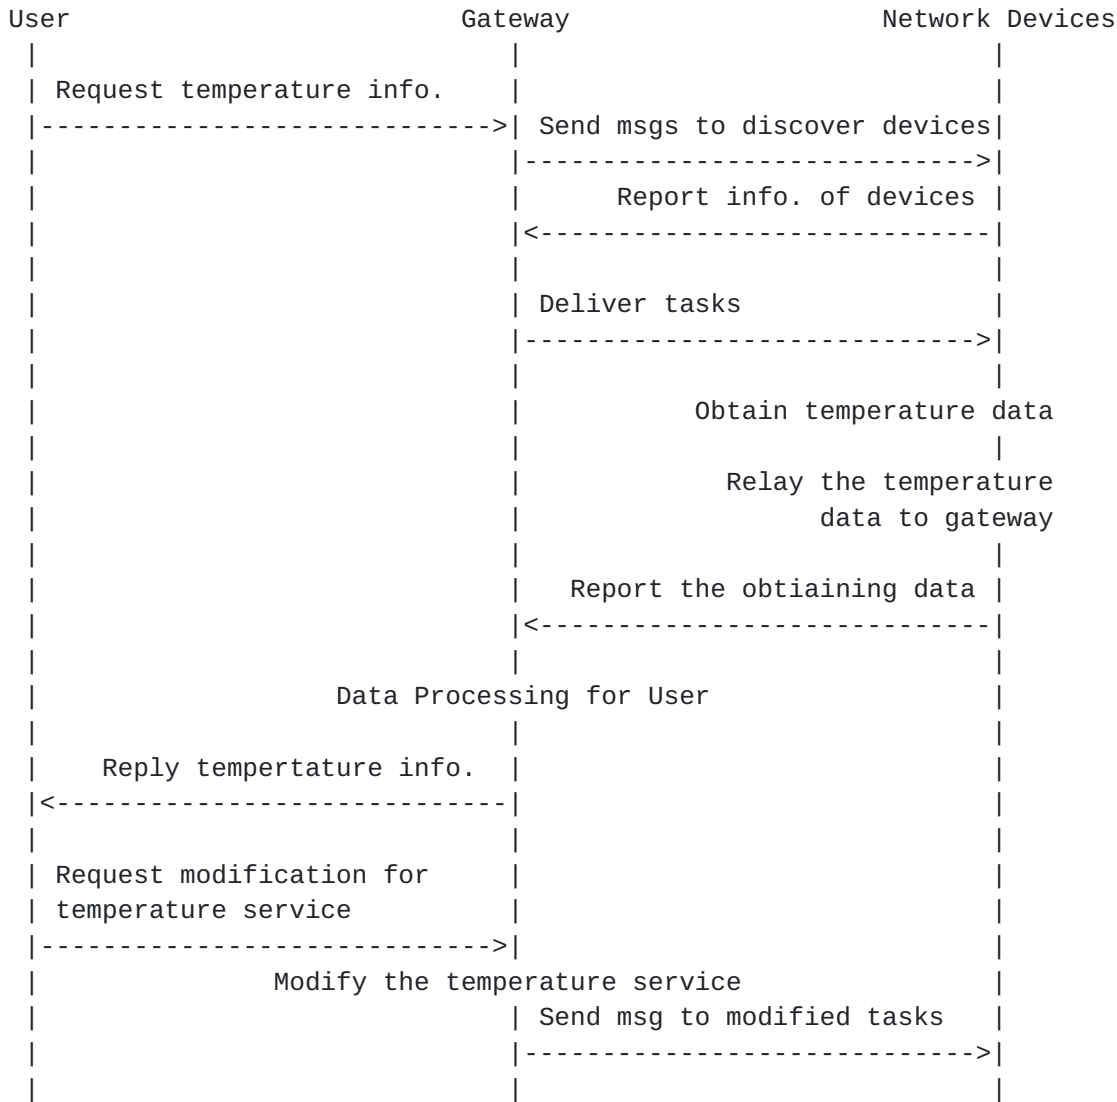 User Gateway Network Devices
Request temperature info.
Send msgs to discover devices
Report info. of devices
Deliver tasks
Obtain temperature data
Relay the temperature
data to gateway
Report the obtiaining data
Data Processing for User
Reply tempertature info.
Request modification for
temperature service
Modify the temperature service
Send msg to modified tasks